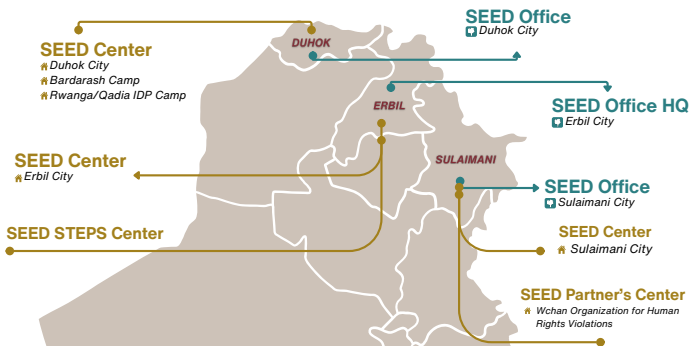 SEED Center
Duhok City
Bardarash Camp
Rwanga/Qadia IDP Camp
DUHOK
SEED Office
Duhok City
ERBIL
SEED Office HQ
Erbil City
SEED Center
Erbil City
SULAIMANI
SEED Office
Sulaimani City
SEED STEPS Center
SEED Center
Sulaimani City
SEED Partner's Center
Wchan Organization for Human
Rights Violations